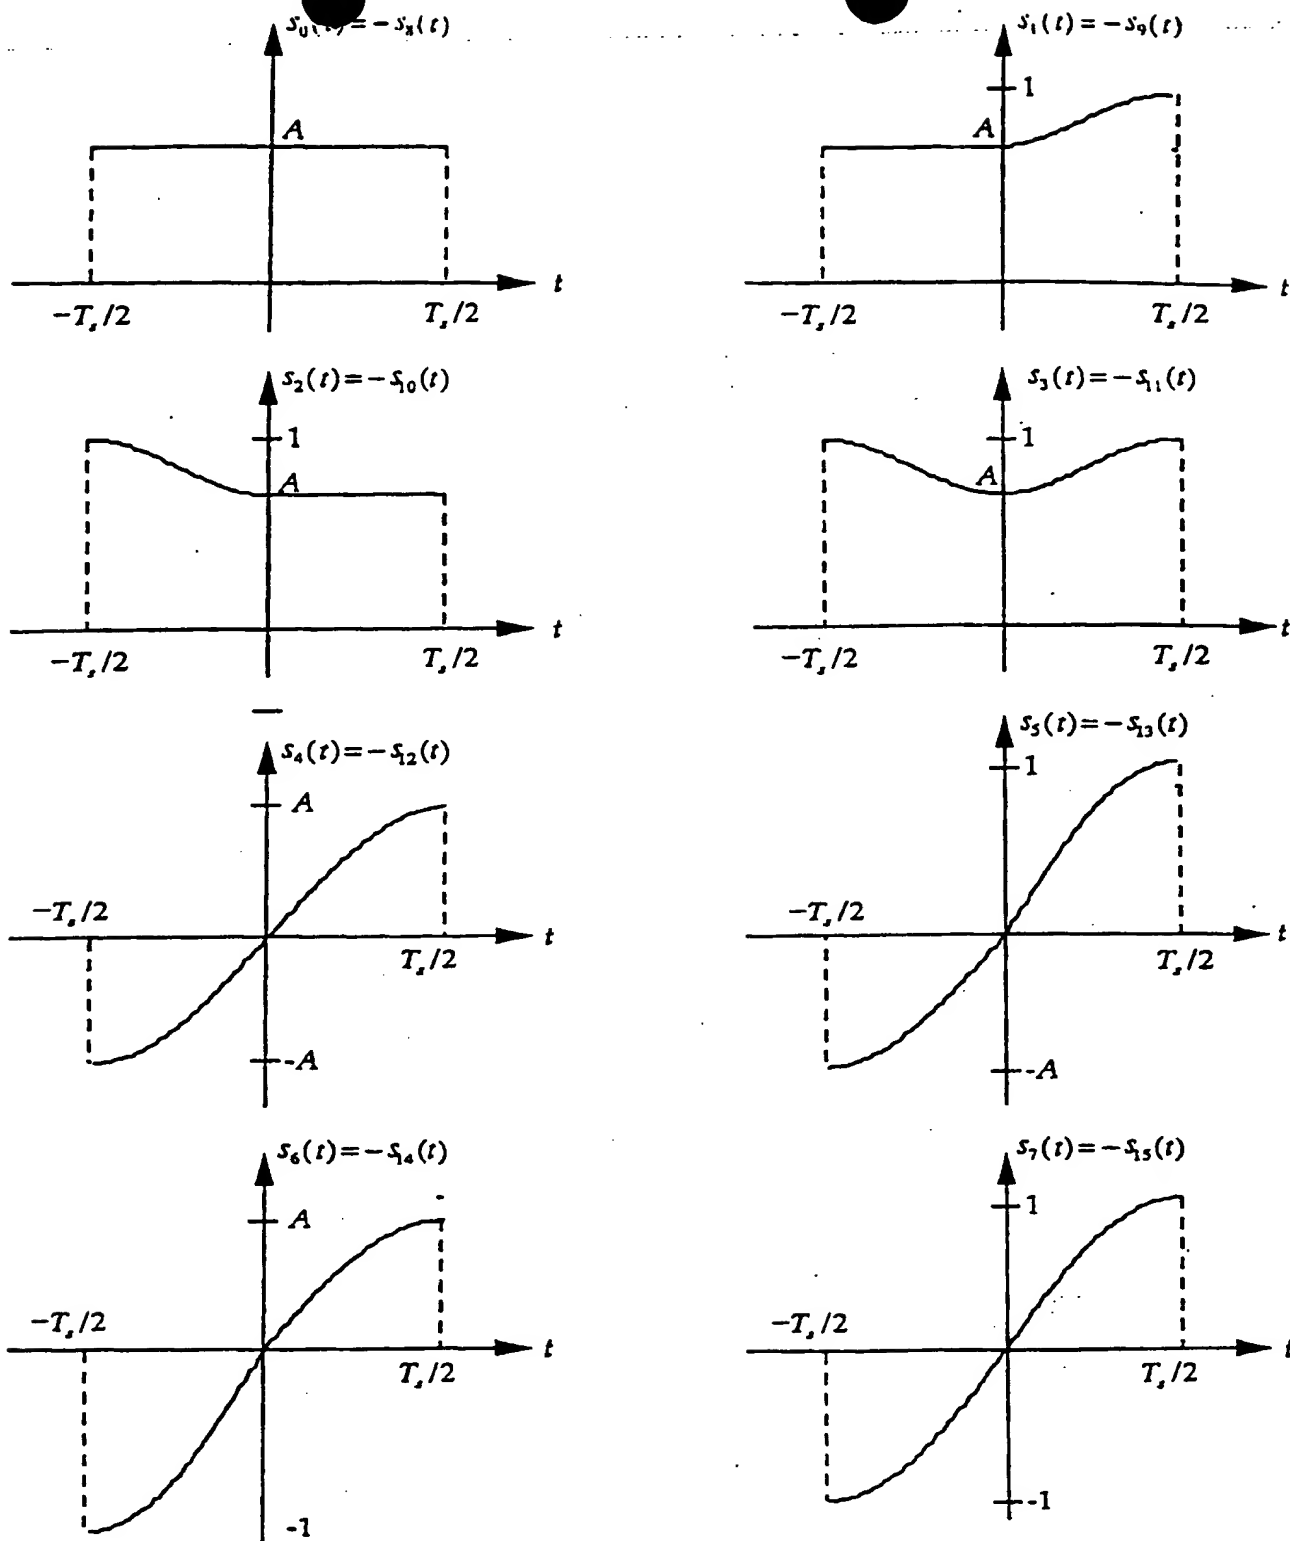 s₀(t)=−s₈(t)
A
−Tₛ/2
Tₛ/2
t
s₁(t)=−s₉(t)
1
A
−Tₛ/2
Tₛ/2
t
s₂(t)=−s₁₀(t)
1
A
−Tₛ/2
Tₛ/2
t
s₃(t)=−s₁₁(t)
1
A
−Tₛ/2
Tₛ/2
t
s₄(t)=−s₁₂(t)
A
−Tₛ/2
Tₛ/2
t
-A
s₅(t)=−s₁₃(t)
1
−Tₛ/2
Tₛ/2
t
-A
s₆(t)=−s₁₄(t)
A
−Tₛ/2
Tₛ/2
t
-1
s₇(t)=−s₁₅(t)
1
−Tₛ/2
Tₛ/2
t
-1